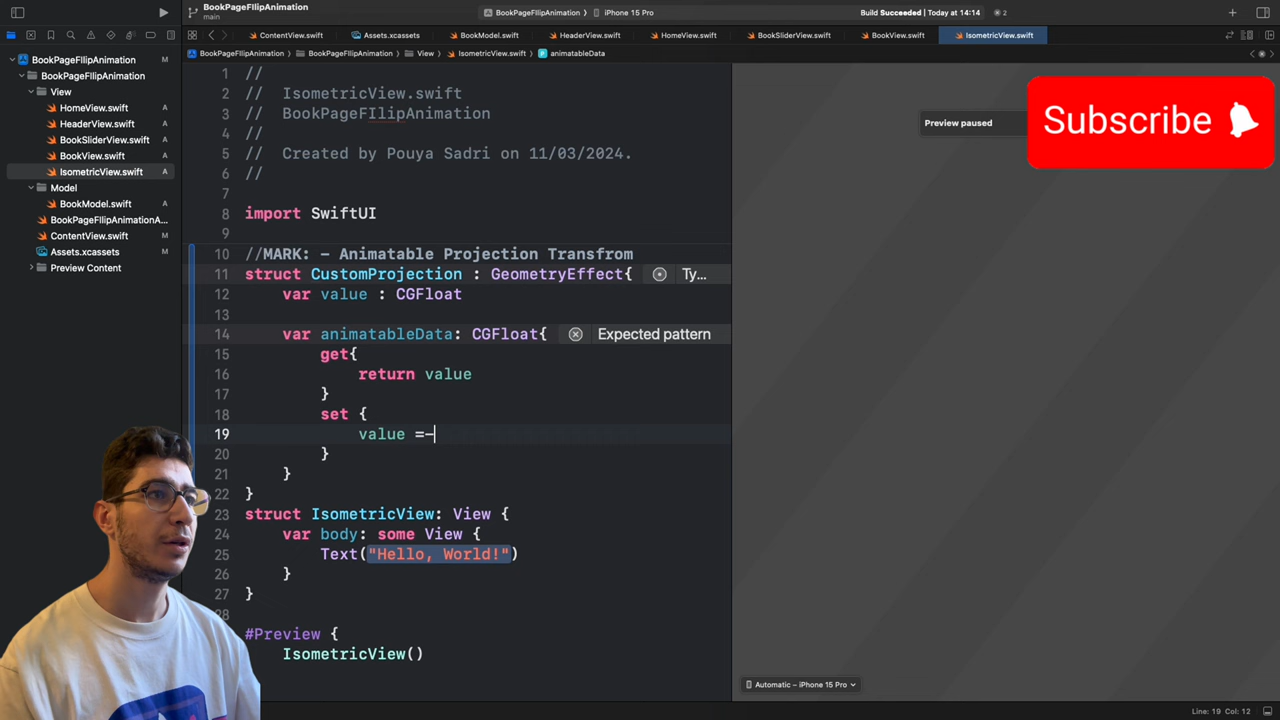 BookPageFIlipAnimation
main
BookPageFIlipAnimation 〉 iPhone 15 Pro
Build Succeeded | Today at 14:14
2
ContentView.swift
Assets.xcassets
BookModel.swift
HeaderView.swift
HomeView.swift
BookSliderView.swift
BookView.swift
IsometricView.swift
BookPageFIlipAnimation 〉 BookPageFIlipAnimation 〉 View 〉 IsometricView.swift 〉 P animatableData
BookPageFIlipAnimation
BookPageFIlipAnimation
View
HomeView.swift A
HeaderView.swift A
BookSliderView.swift A
BookView.swift A
IsometricView.swift A
Model
BookModel.swift A
BookPageFIlipAnimationA... M
ContentView.swift M
Assets.xcassets M
Preview Content
1 //
2 // IsometricView.swift
3 // BookPageFIlipAnimation
4 //
5 // Created by Pouya Sadri on 11/03/2024.
6 //
7
8 import SwiftUI
9
10 //MARK: - Animatable Projection Transfrom
11 struct CustomProjection : GeometryEffect{ Ty...
12 var value : CGFloat
13
14 var animatableData: CGFloat{ Expected pattern
15 get{
16 return value
17 }
18 set {
19 value =-
20 }
21 }
22 }
23 struct IsometricView: View {
24 var body: some View {
25 Text("Hello, World!")
26 }
27 }
28
#Preview {
IsometricView()
}
Preview paused
Subscribe
Automatic – iPhone 15 Pro
Line: 19 Col: 12